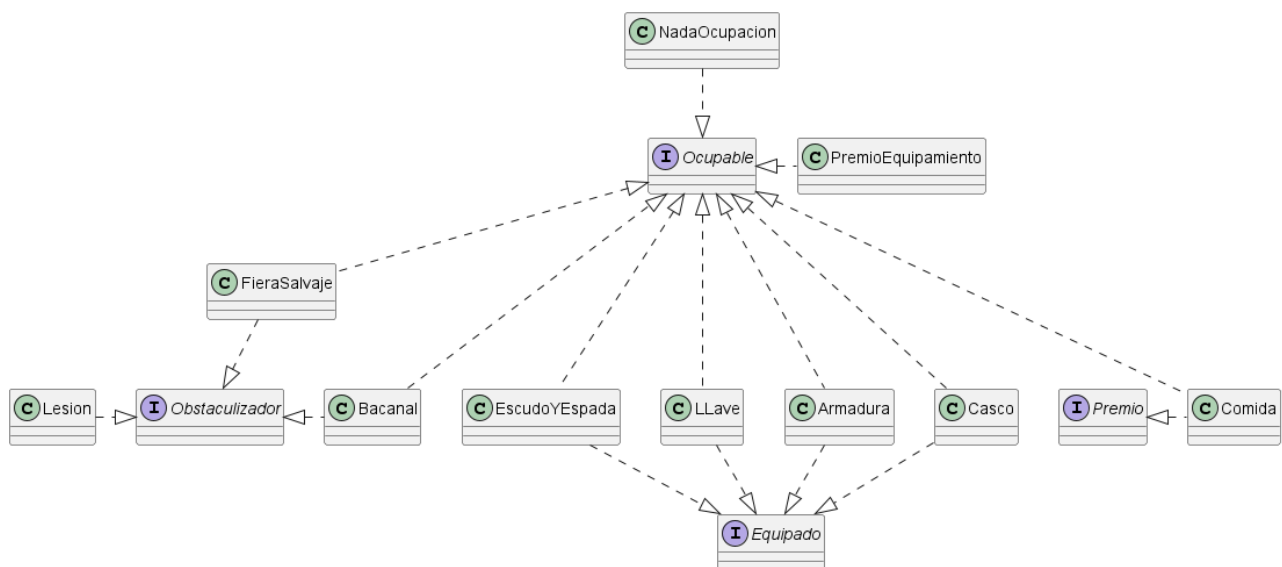 C NadaOcupacion
I Ocupable
C PremioEquipamiento
C FieraSalvaje
C Lesion
I Obstaculizador
C Bacanal
C EscudoYEspada
C LLave
C Armadura
C Casco
I Premio
C Comida
I Equipado